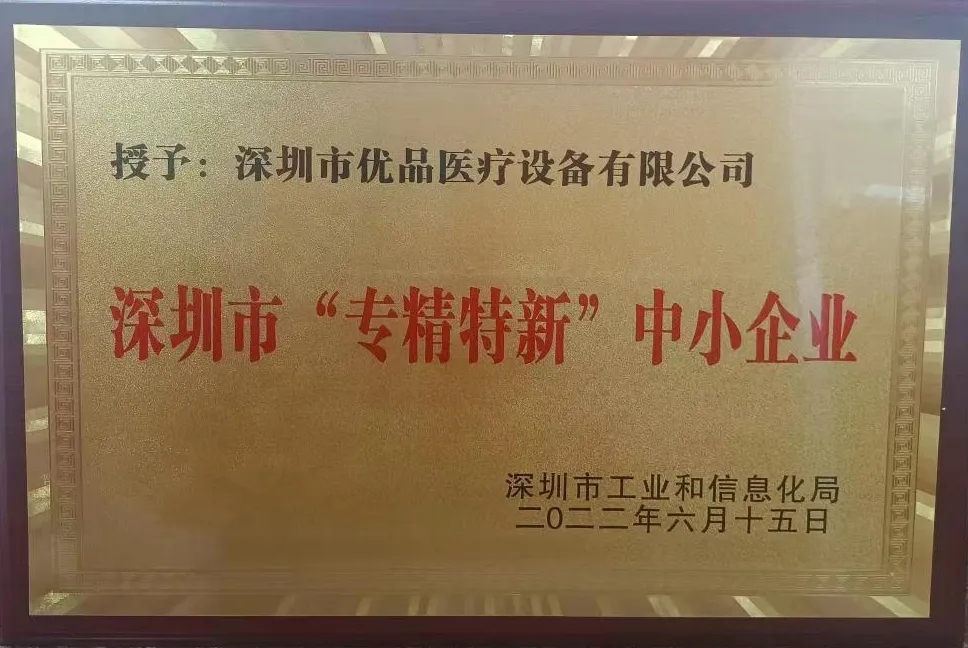 授予：深圳市优品医疗设备有限公司
深圳市“专精特新”中小企业
深圳市工业和信息化局
二O二二年六月十五日